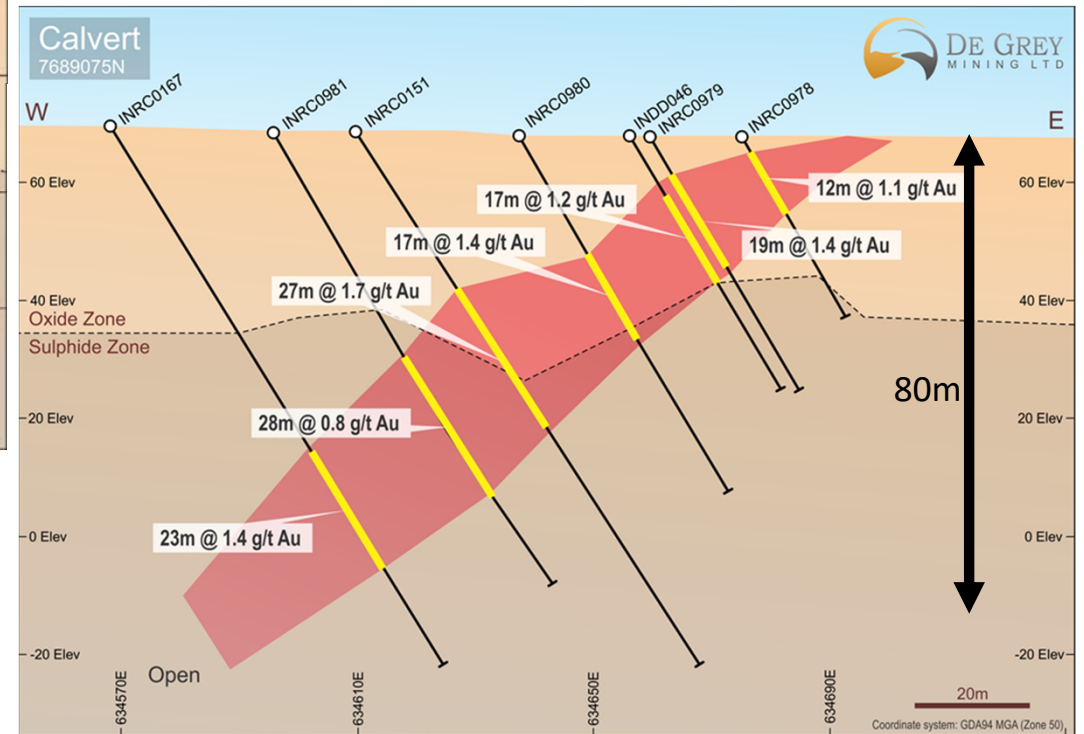 Calvert
7689075N
DE GREY
MINING LTD
W
E
INRC0167
INRC0981
INRC0151
INRC0980
INDD046
INRC0979
INRC0978
60 Elev
60 Elev
12m @ 1.1 g/t Au
17m @ 1.2 g/t Au
17m @ 1.4 g/t Au
19m @ 1.4 g/t Au
27m @ 1.7 g/t Au
40 Elev
40 Elev
Oxide Zone
Sulphide Zone
80m
28m @ 0.8 g/t Au
20 Elev
20 Elev
23m @ 1.4 g/t Au
0 Elev
0 Elev
-20 Elev
-20 Elev
Open
634570E
634610E
634650E
634690E
20m
Coordinate system: GDA94 MGA (Zone 50)